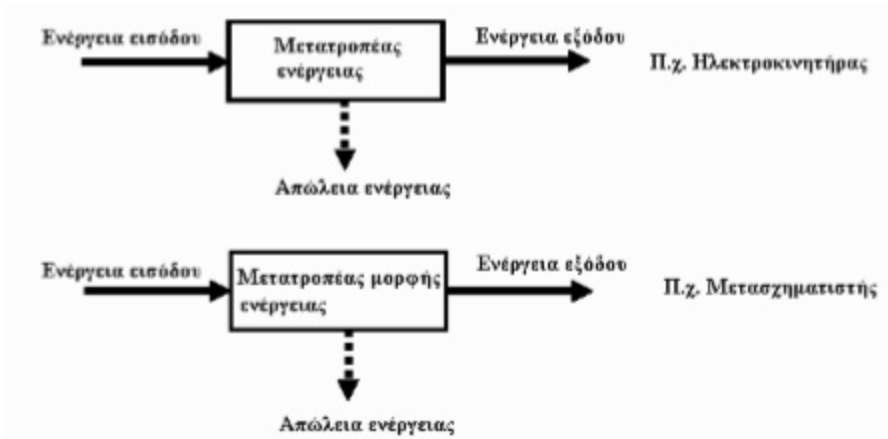 Ενέργεια εισόδου
Μετατροπέας
ενέργειας
Ενέργεια εξόδου
Π.χ. Ηλεκτροκινητήρας
Απώλεια ενέργειας
Ενέργεια εισόδου
Μετατροπέας μορφής
ενέργειας
Ενέργεια εξόδου
Π.χ. Μετασχηματιστής
Απώλεια ενέργειας